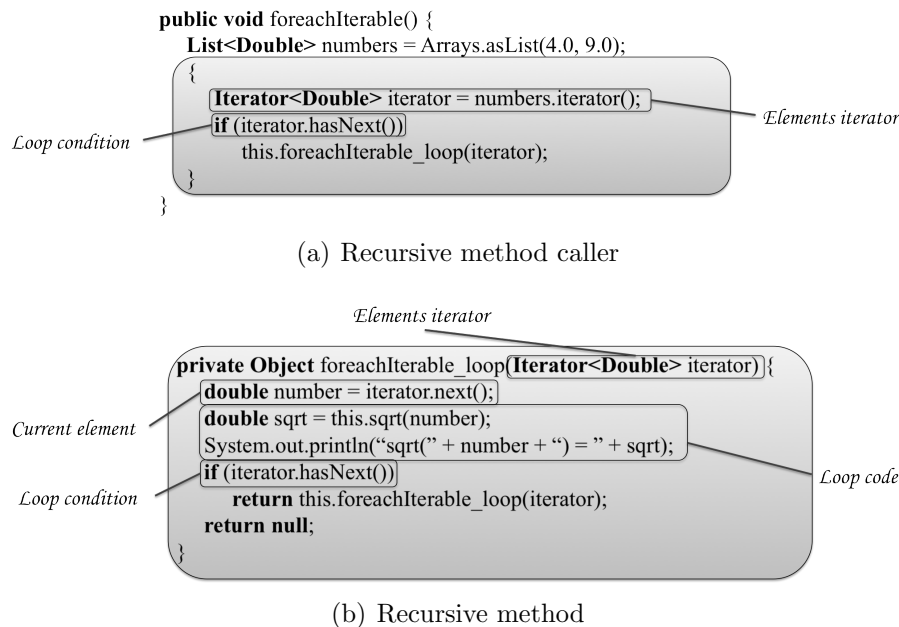 public void foreachIterable() {
List<Double> numbers = Arrays.asList(4.0, 9.0);
{
Iterator<Double> iterator = numbers.iterator();
Elements iterator
if (iterator.hasNext())
Loop condition
this.foreachIterable_loop(iterator);
}
}
(a) Recursive method caller
Elements iterator
private Object foreachIterable_loop(Iterator<Double> iterator) {
double number = iterator.next();
Current element
double sqrt = this.sqrt(number);
System.out.println(“sqrt(” + number + “) = ” + sqrt);
Loop code
if (iterator.hasNext())
Loop condition
return this.foreachIterable_loop(iterator);
return null;
}
(b) Recursive method